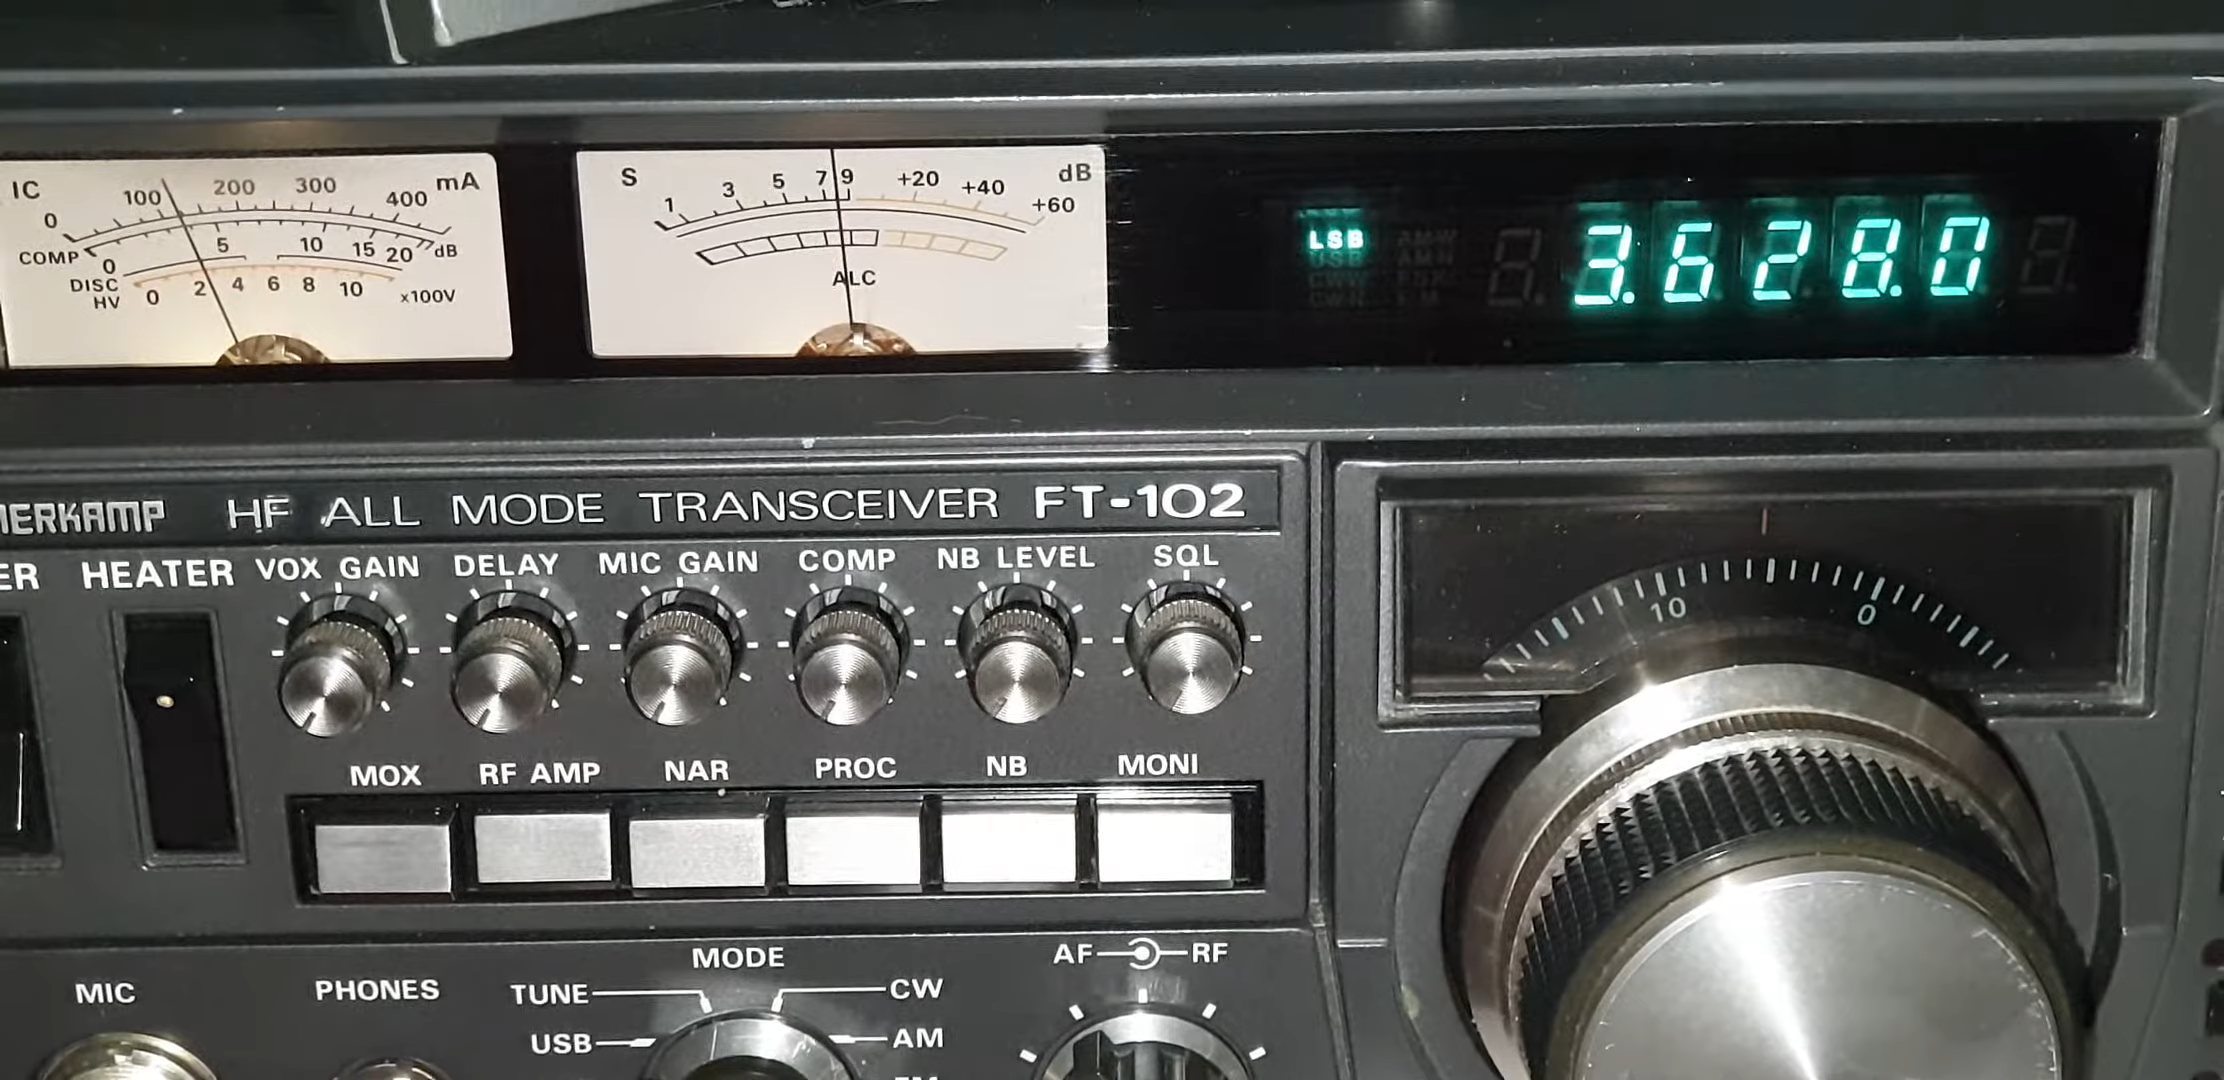 IC 0 100 200 300 400 mA
COMP 0 5 10 15 20 dB
DISC
HV 0 2 4 6 8 10 x100V
S 1 3 5 7 9 +20 +40 +60 dB
ALC
LSB
3.628.0
HF ALL MODE TRANSCEIVER FT-102
HEATER VOX GAIN DELAY MIC GAIN COMP NB LEVEL SQL
10 0
MOX RF AMP NAR PROC NB MONI
MIC PHONES
MODE
TUNE CW
USB AM
AF RF